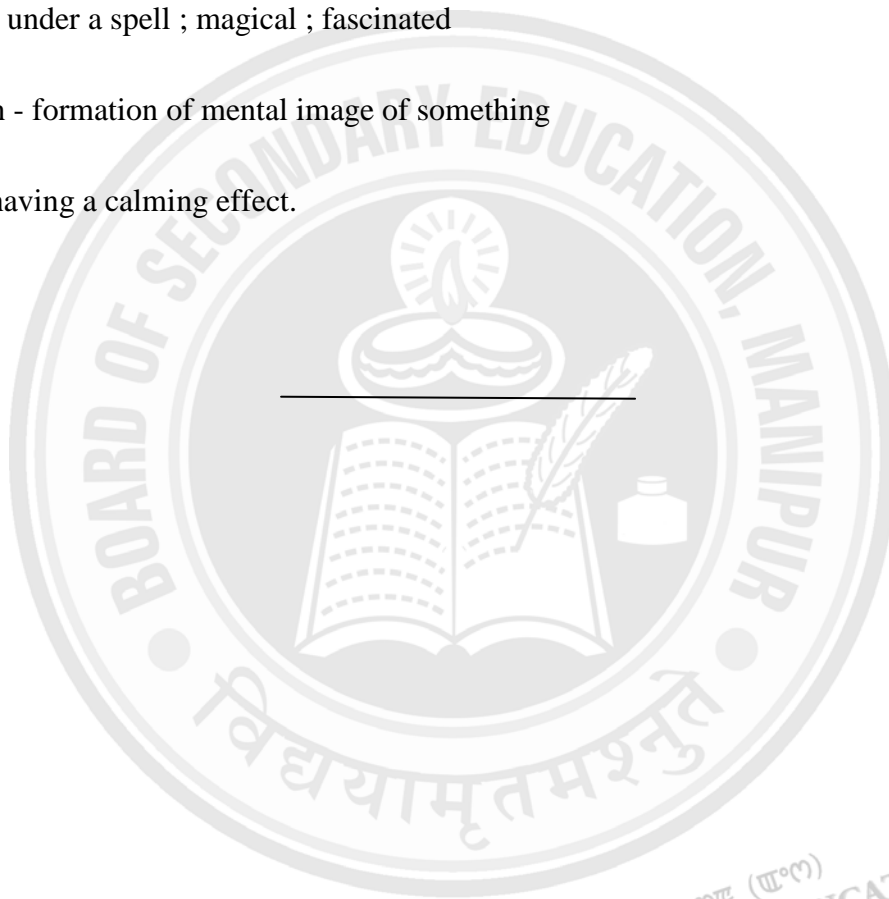 under a spell ; magical ; fascinated
n - formation of mental image of something
having a calming effect.
BOARD OF SECONDARY EDUCATION, MANIPUR
विद्ययामृतमश्नुते